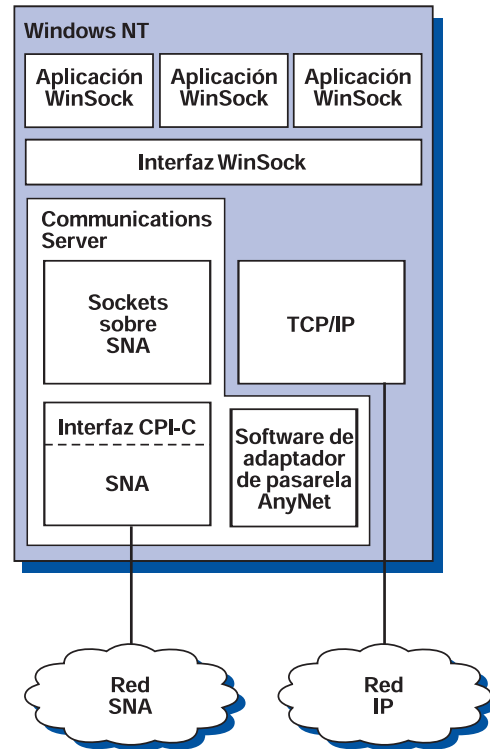 Windows NT
Aplicación
WinSock
Aplicación
WinSock
Aplicación
WinSock
Interfaz WinSock
Communications
Server
Sockets
sobre
SNA
TCP/IP
Interfaz CPI-C
SNA
Software de
adaptador
de pasarela
AnyNet
Red
SNA
Red
IP